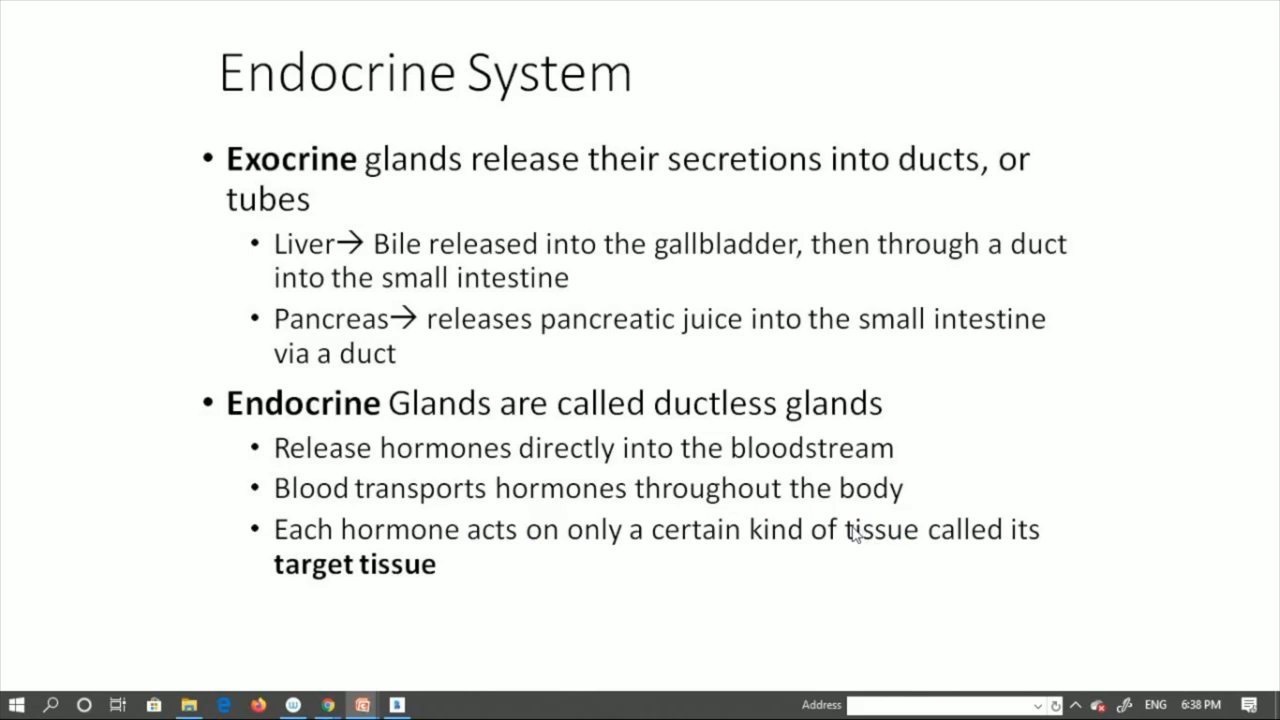 Endocrine System
• Exocrine glands release their secretions into ducts, or
tubes
• Liver→ Bile released into the gallbladder, then through a duct
into the small intestine
• Pancreas→ releases pancreatic juice into the small intestine
via a duct
• Endocrine Glands are called ductless glands
• Release hormones directly into the bloodstream
• Blood transports hormones throughout the body
• Each hormone acts on only a certain kind of tissue called its
target tissue
Address
ENG
6:38 PM